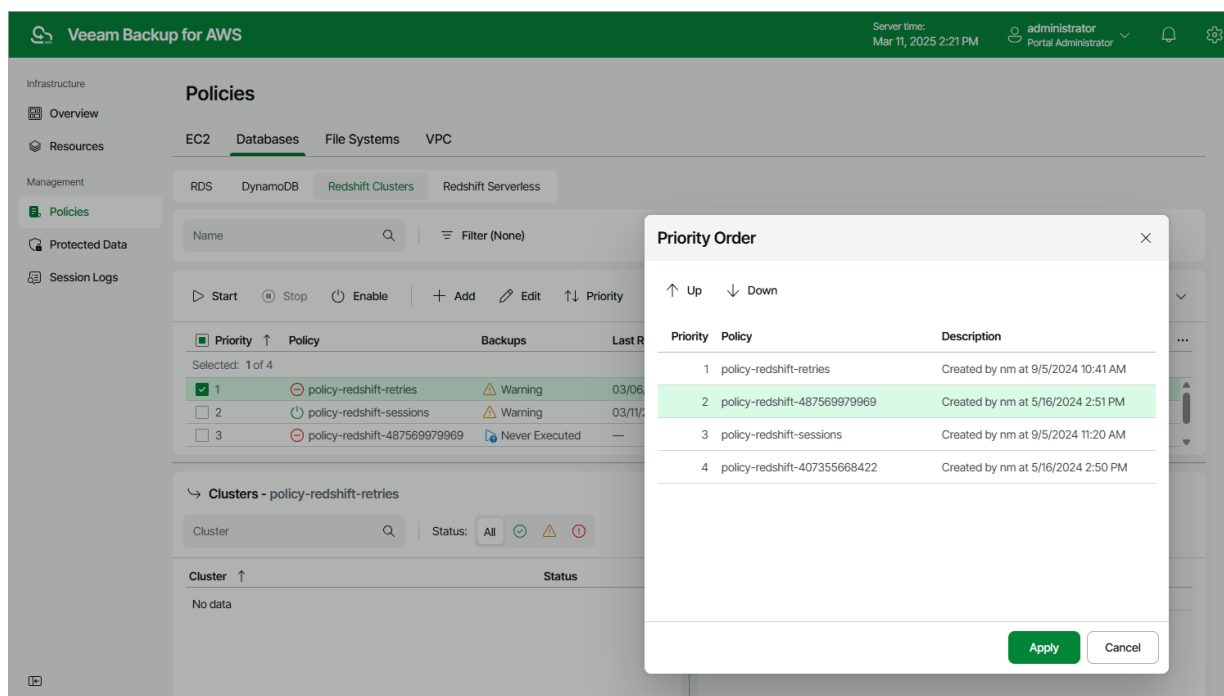 Veeam Backup for AWS
Server time:
Mar 11, 2025 2:21 PM
administrator
Portal Administrator
Infrastructure
Overview
Resources
Management
Policies
Protected Data
Session Logs
Policies
EC2 Databases File Systems VPC
RDS DynamoDB Redshift Clusters Redshift Serverless
Name Filter (None)
Start Stop Enable Add Edit Priority
Priority Policy Backups Last R
Selected: 1 of 4
1 policy-redshift-retries Warning 03/06/
2 policy-redshift-sessions Warning 03/11/2
3 policy-redshift-487569979969 Never Executed —
Clusters - policy-redshift-retries
Cluster Status: All
Cluster Status
No data
Priority Order
Up Down
Priority Policy Description
1 policy-redshift-retries Created by nm at 9/5/2024 10:41 AM
2 policy-redshift-487569979969 Created by nm at 5/16/2024 2:51 PM
3 policy-redshift-sessions Created by nm at 9/5/2024 11:20 AM
4 policy-redshift-407355668422 Created by nm at 5/16/2024 2:50 PM
Apply Cancel